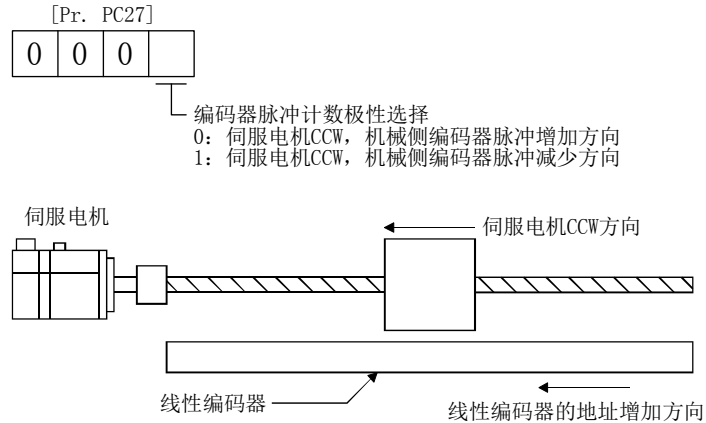 [Pr. PC27]
0 0 0
编码器脉冲计数极性选择
0: 伺服电机CCW，机械侧编码器脉冲增加方向
1: 伺服电机CCW，机械侧编码器脉冲减少方向
伺服电机
伺服电机CCW方向
线性编码器
线性编码器的地址增加方向